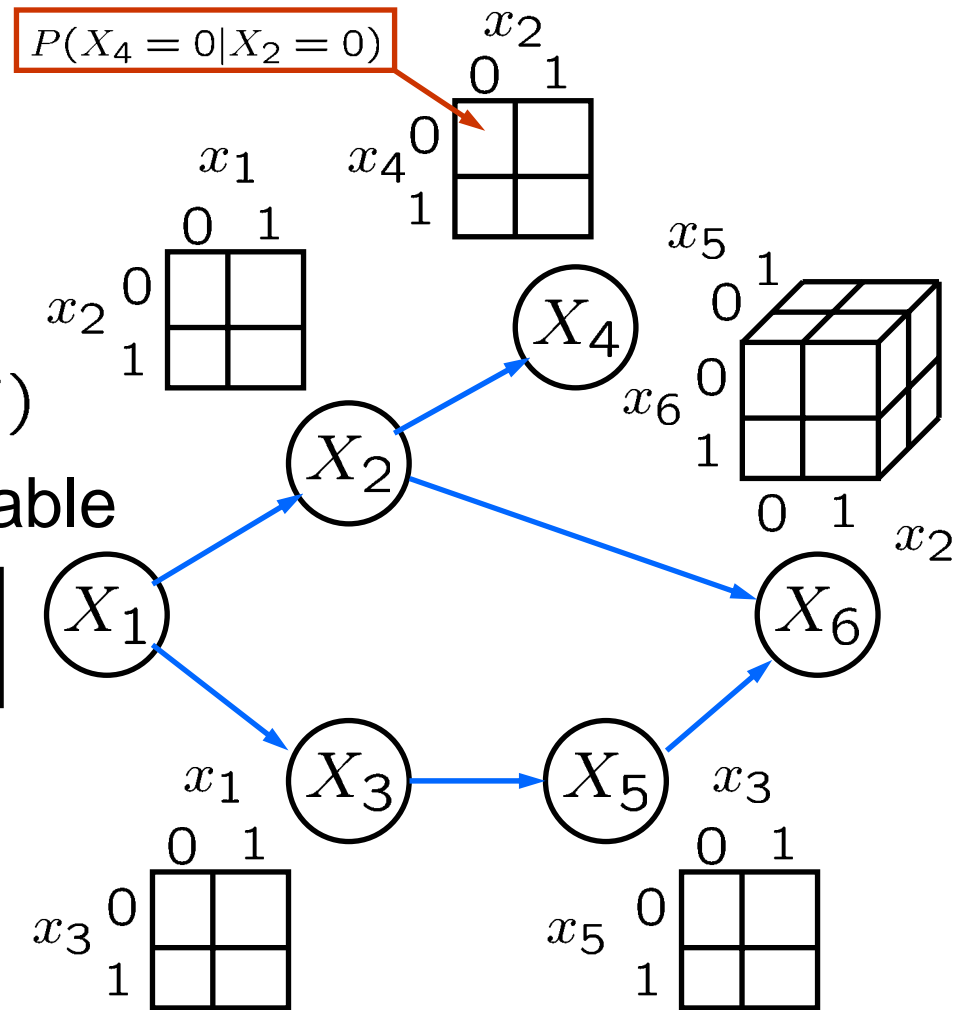 P(X₄ = 0|X₂ = 0)
x₂
0 1
x₄ 0
1
x₁
0 1
x₂ 0
1
X₄
x₅
0 1
x₆ 0
1
0 1
x₂
)
X₂
able
X₁
X₆
X₃
X₅
x₁
0 1
x₃ 0
1
x₃
0 1
x₅ 0
1